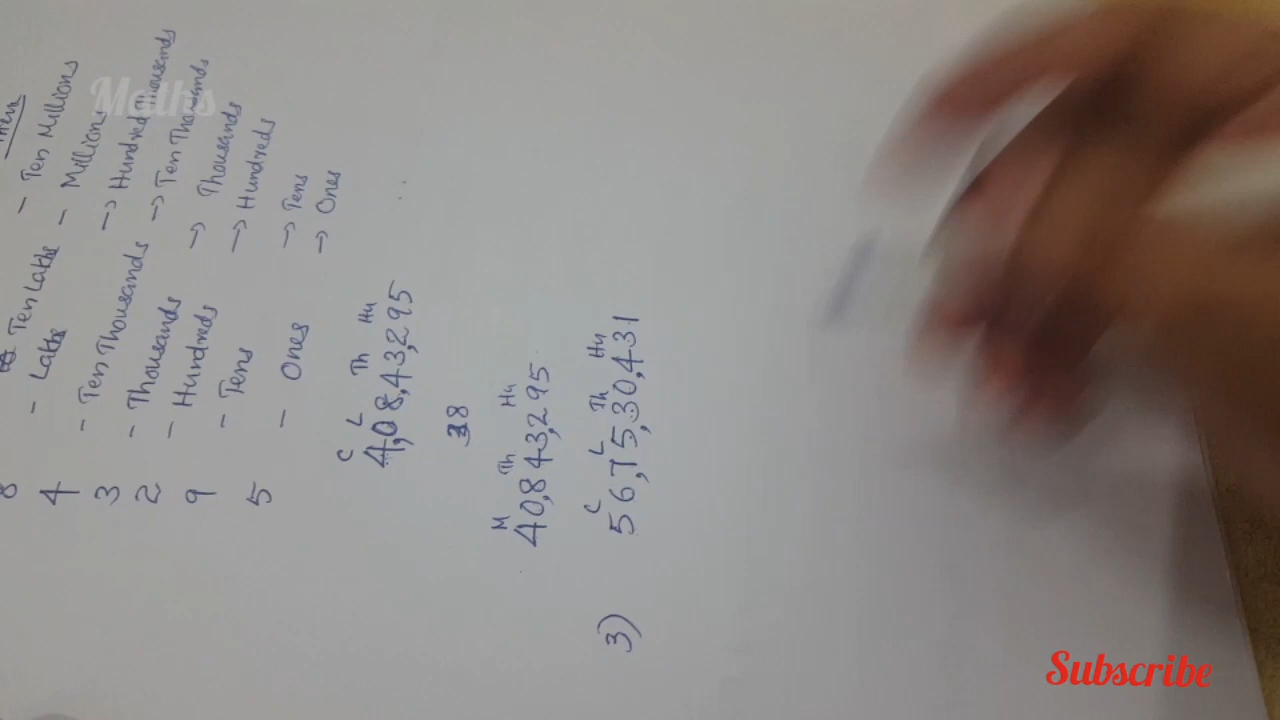 - Ten Millions
Ten Lakhs - Millions
8 - Lakhs -> Hundred Thousands
4 - Ten Thousands -> Ten Thousands
3 - Thousands -> Thousands
2 - Hundreds -> Hundreds
9 - Tens -> Tens
5 - Ones -> Ones
C L Th Hu
4,08,43,295
38
M Th Hu
40,843,295
C L Th Hu
3) 56,75,30,431
Maths
Subscribe